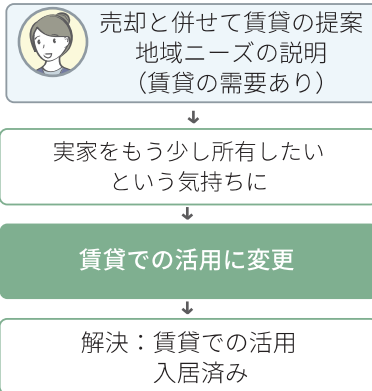 売却と併せて賃貸の提案
地域ニーズの説明
（賃貸の需要あり）
実家をもう少し所有したい
という気持ちに
賃貸での活用に変更
解決：賃貸での活用
入居済み